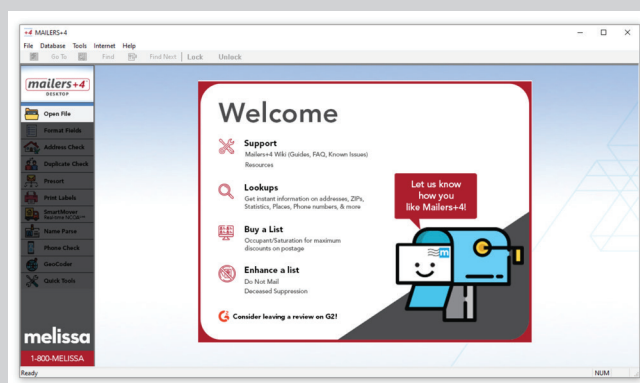 +4 MAILERS+4
File Database Tools Internet Help
Go To Find Find Next Lock Unlock
mailers+4
DESKTOP
Open File
Format Fields
Address Check
Duplicate Check
Presort
Print Labels
SmartMover
Real-time NCOA
Name Parse
Phone Check
GeoCoder
Quick Tools
melissa
1-800-MELISSA
Welcome
Support
Mailers+4 Wiki (Guides, FAQ, Known Issues)
Resources
Lookups
Get instant information on addresses, ZIPs,
Statistics, Places, Phone numbers, & more
Buy a List
Occupant/Saturation for maximum
discounts on postage
Enhance a list
Do Not Mail
Deceased Suppression
Consider leaving a review on G2!
Let us know
how you
like Mailers+4!
m
Ready NUM